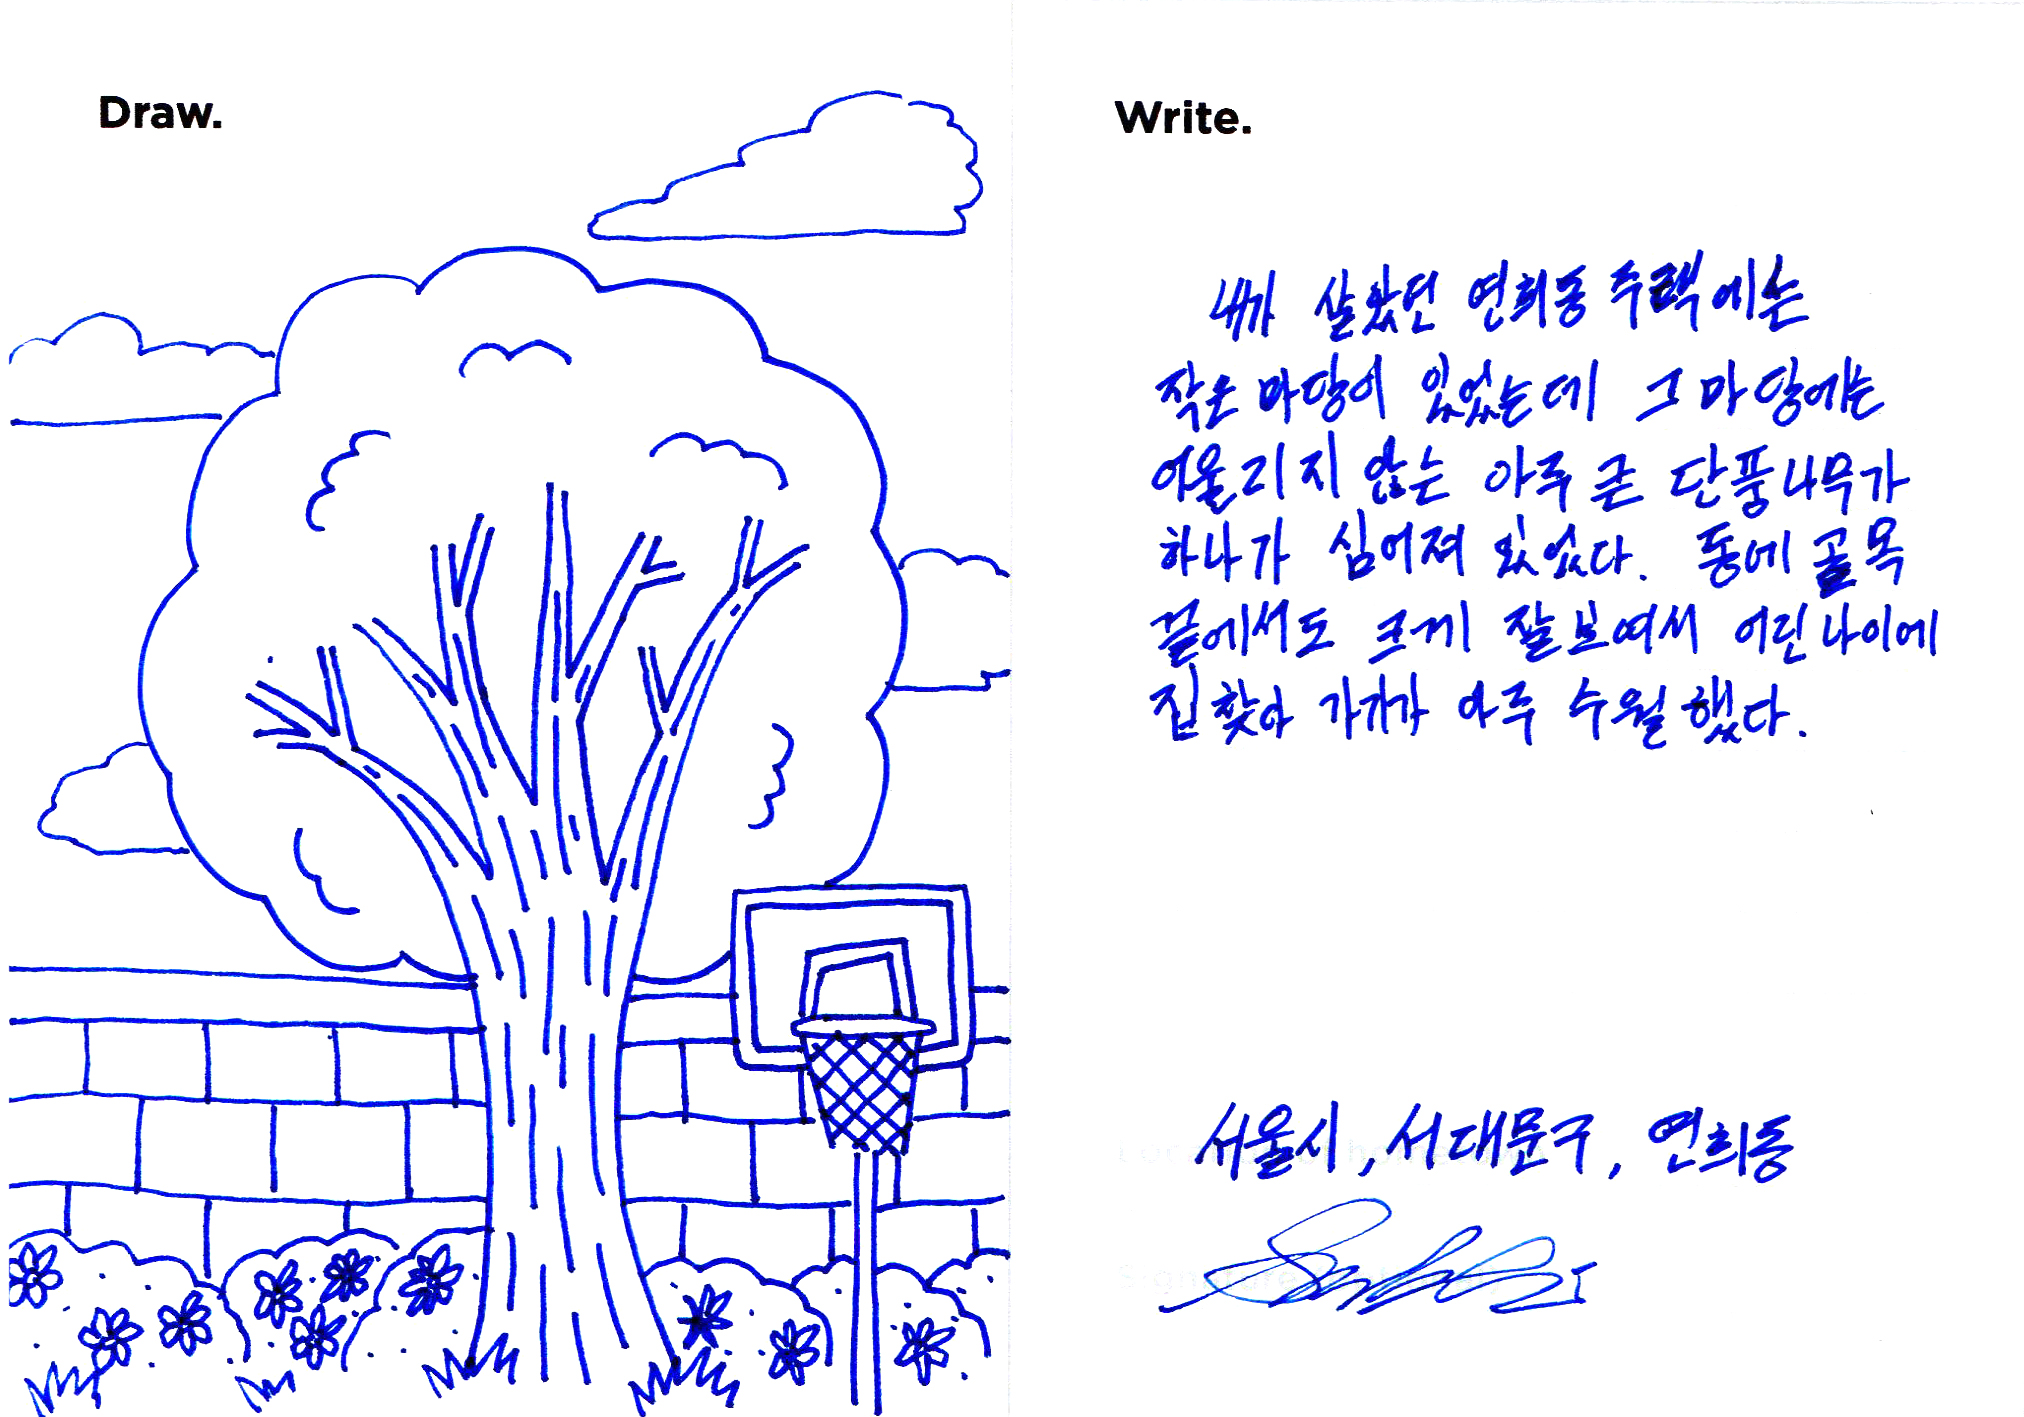 Draw.
Write.
내가 살았던 연희동 주택에는
작은 마당이 있었는데 그 마당에는
어울리지 않는 아주 큰 단풍나무가
하나가 심어져 있었다. 동네 골목
끝에서도 크게 잘 보여서 어린나이에
집 찾아 가기가 아주 수월했다.
서울시, 서대문구, 연희동